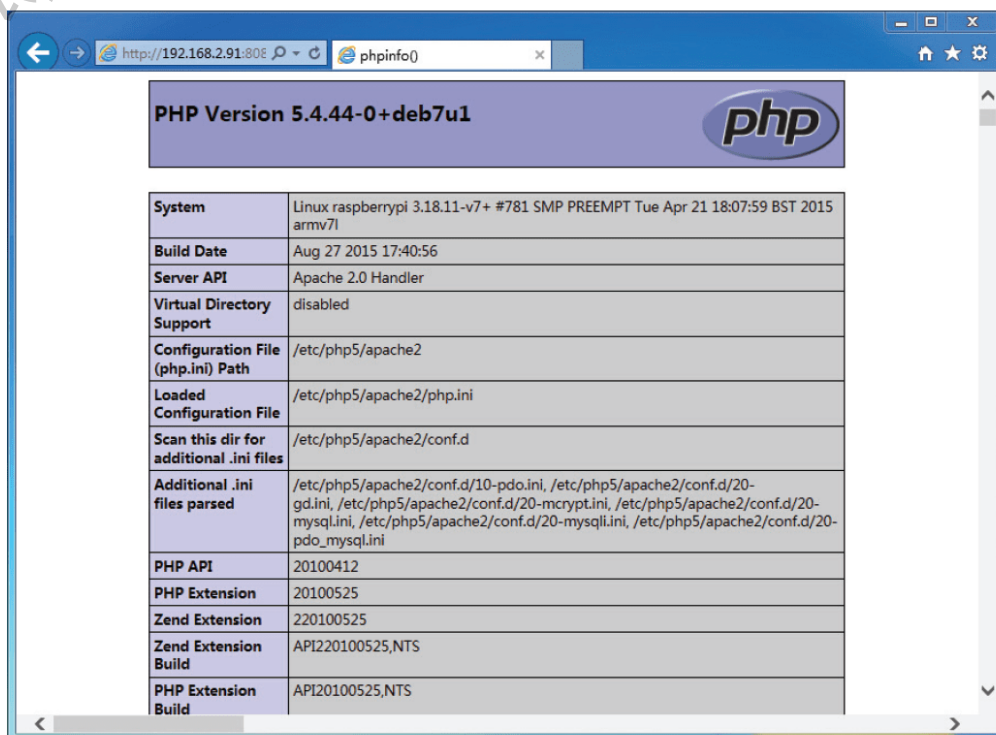 http://192.168.2.91:808
phpinfo()
PHP Version 5.4.44-0+deb7u1
php
System
Linux raspberrypi 3.18.11-v7+ #781 SMP PREEMPT Tue Apr 21 18:07:59 BST 2015
armv7l
Build Date
Aug 27 2015 17:40:56
Server API
Apache 2.0 Handler
Virtual Directory
Support
disabled
Configuration File
(php.ini) Path
/etc/php5/apache2
Loaded
Configuration File
/etc/php5/apache2/php.ini
Scan this dir for
additional .ini files
/etc/php5/apache2/conf.d
Additional .ini
files parsed
/etc/php5/apache2/conf.d/10-pdo.ini, /etc/php5/apache2/conf.d/20-
gd.ini, /etc/php5/apache2/conf.d/20-mcrypt.ini, /etc/php5/apache2/conf.d/20-
mysql.ini, /etc/php5/apache2/conf.d/20-mysqli.ini, /etc/php5/apache2/conf.d/20-
pdo_mysql.ini
PHP API
20100412
PHP Extension
20100525
Zend Extension
220100525
Zend Extension
Build
API220100525,NTS
PHP Extension
Build
API20100525,NTS